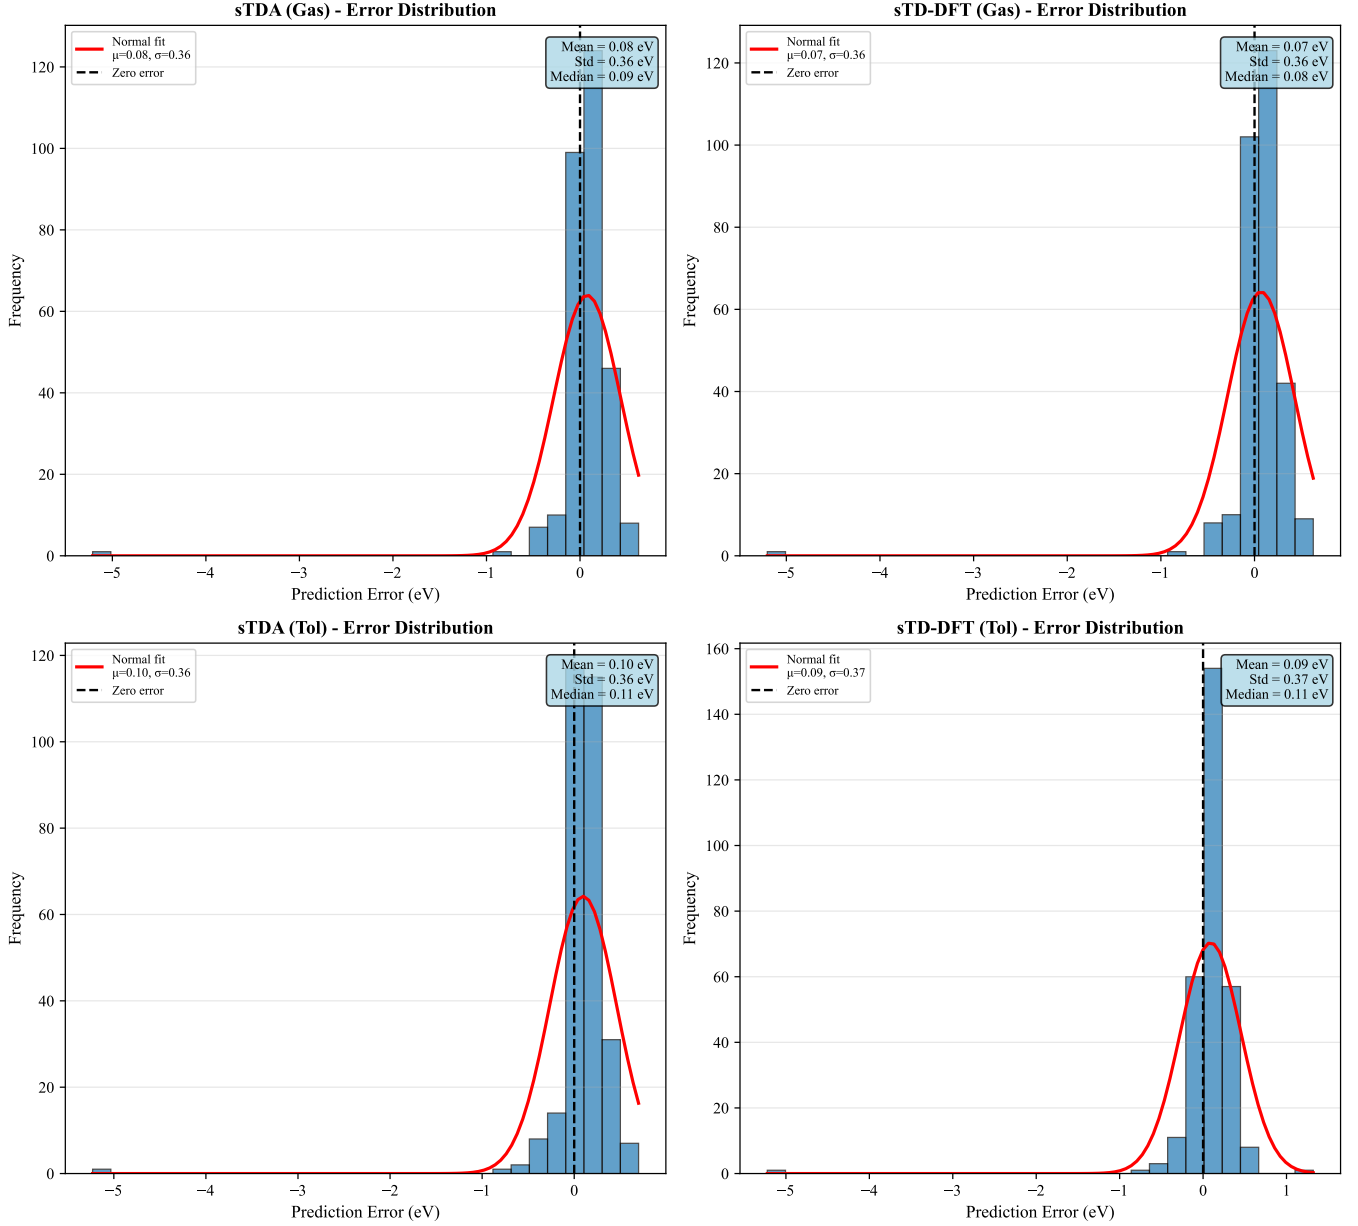 sTDA (Gas) - Error Distribution
Normal fit
μ=0.08, σ=0.36
Zero error
Mean = 0.08 eV
Std = 0.36 eV
Median = 0.09 eV
120
100
80
60
40
20
0
Frequency
−5 −4 −3 −2 −1 0
Prediction Error (eV)
sTD-DFT (Gas) - Error Distribution
Normal fit
μ=0.07, σ=0.36
Zero error
Mean = 0.07 eV
Std = 0.36 eV
Median = 0.08 eV
120
100
80
60
40
20
0
Frequency
−5 −4 −3 −2 −1 0
Prediction Error (eV)
sTDA (Tol) - Error Distribution
Normal fit
μ=0.10, σ=0.36
Zero error
Mean = 0.10 eV
Std = 0.36 eV
Median = 0.11 eV
120
100
80
60
40
20
0
Frequency
−5 −4 −3 −2 −1 0
Prediction Error (eV)
sTD-DFT (Tol) - Error Distribution
Normal fit
μ=0.09, σ=0.37
Zero error
Mean = 0.09 eV
Std = 0.37 eV
Median = 0.11 eV
160
140
120
100
80
60
40
20
0
Frequency
−5 −4 −3 −2 −1 0 1
Prediction Error (eV)